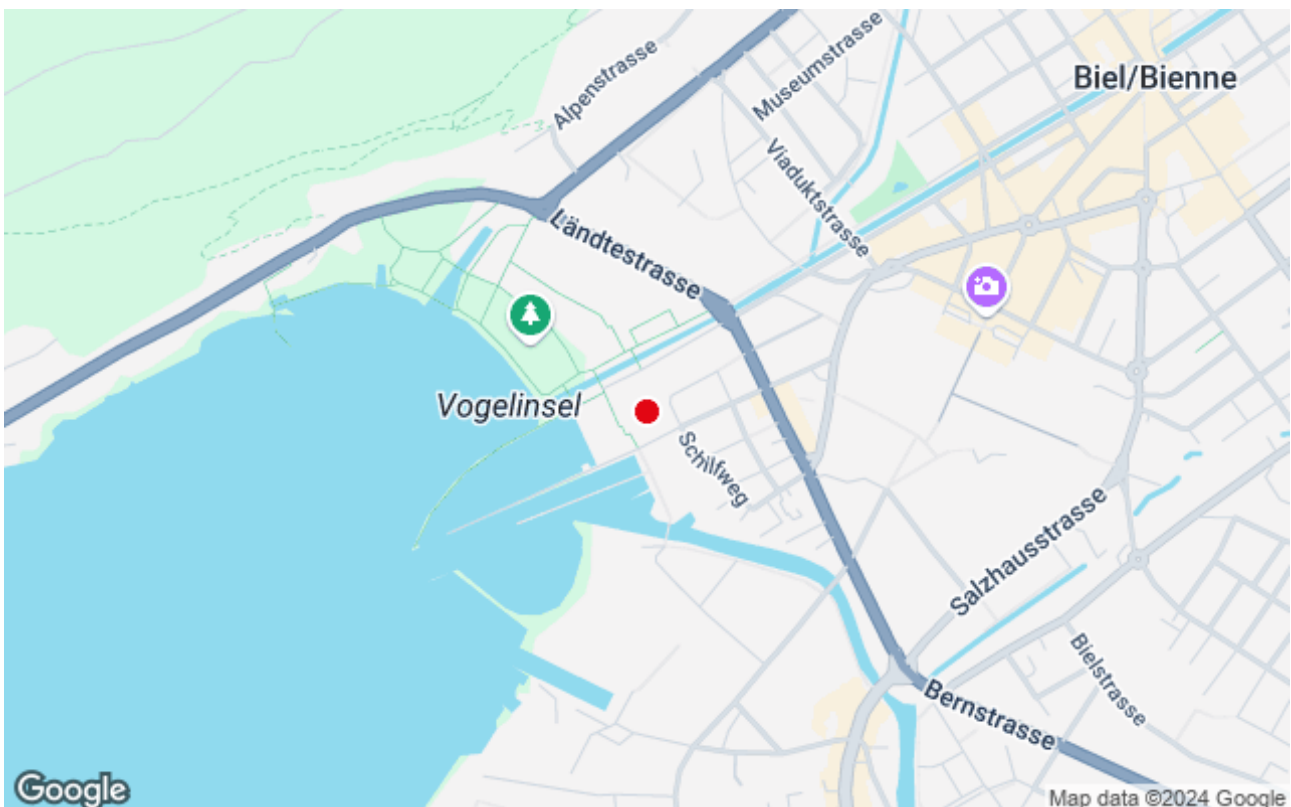 Alpenstrasse
Museumstrasse
Biel/Bienne
Viaduktstrasse
Ländtestrasse
Vogelinsel
Schilfweg
Salzhausstrasse
Bielstrasse
Bernstrasse
Google
Map data ©2024 Google